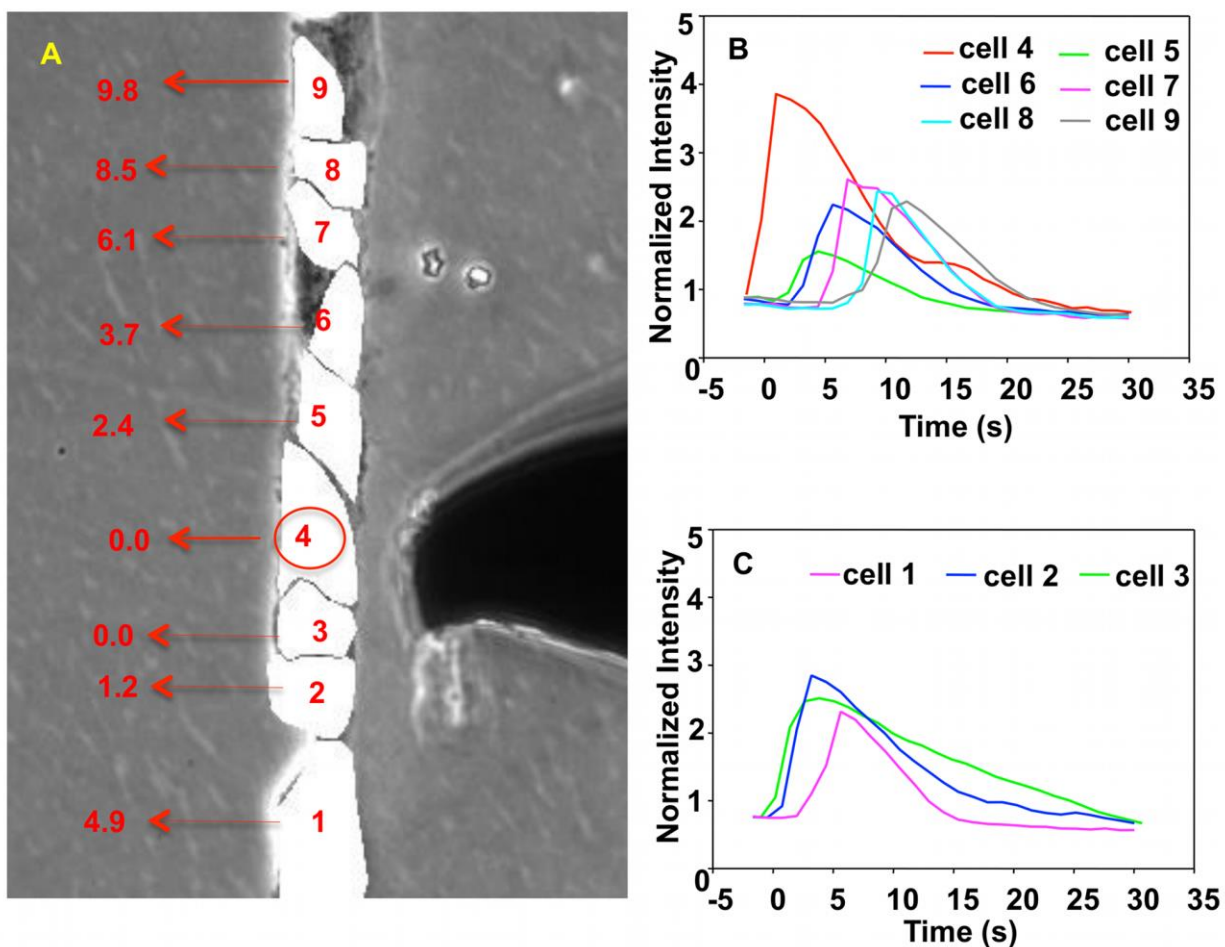 A
9.8
9
8.5
8
6.1
7
3.7
6
2.4
5
0.0
4
0.0
3
1.2
2
4.9
1
B
cell 4
cell 5
cell 6
cell 7
cell 8
cell 9
Normalized Intensity
5
4
3
2
1
0
-5 0 5 10 15 20 25 30 35
Time (s)
C
cell 1 cell 2 cell 3
Normalized Intensity
5
4
3
2
1
0
-5 0 5 10 15 20 25 30 35
Time (s)